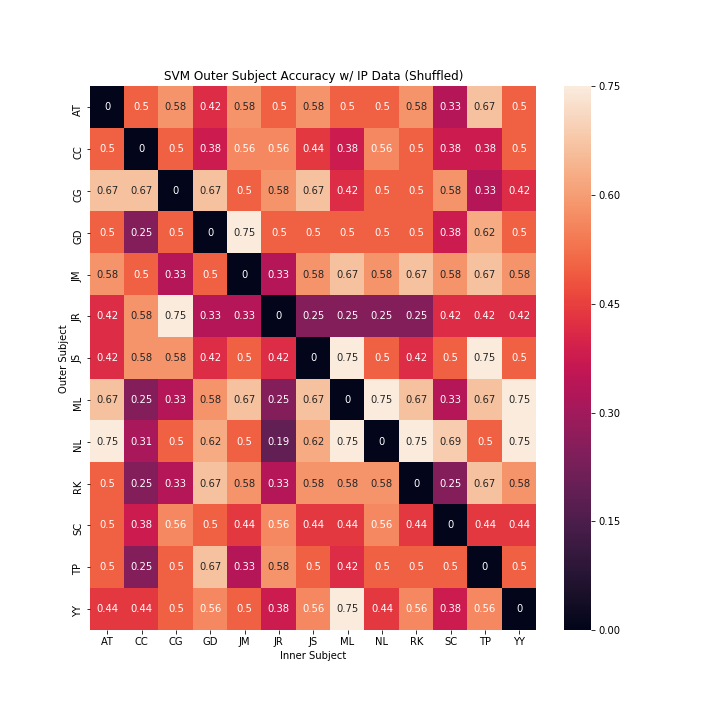 SVM Outer Subject Accuracy w/ IP Data (Shuffled)
AT 0 0.5 0.58 0.42 0.58 0.5 0.58 0.5 0.5 0.58 0.33 0.67 0.5
CC 0.5 0 0.5 0.38 0.56 0.56 0.44 0.38 0.56 0.5 0.38 0.38 0.5
CG 0.67 0.67 0 0.67 0.5 0.58 0.67 0.42 0.5 0.5 0.58 0.33 0.42
GD 0.5 0.25 0.5 0 0.75 0.5 0.5 0.5 0.5 0.5 0.38 0.62 0.5
JM 0.58 0.5 0.33 0.5 0 0.33 0.58 0.67 0.58 0.67 0.58 0.67 0.58
JR 0.42 0.58 0.75 0.33 0.33 0 0.25 0.25 0.25 0.25 0.42 0.42 0.42
JS 0.42 0.58 0.58 0.42 0.5 0.42 0 0.75 0.5 0.42 0.5 0.75 0.5
ML 0.67 0.25 0.33 0.58 0.67 0.25 0.67 0 0.75 0.67 0.33 0.67 0.75
NL 0.75 0.31 0.5 0.62 0.5 0.19 0.62 0.75 0 0.75 0.69 0.5 0.75
RK 0.5 0.25 0.33 0.67 0.58 0.33 0.58 0.58 0.58 0 0.25 0.67 0.58
SC 0.5 0.38 0.56 0.5 0.44 0.56 0.44 0.44 0.56 0.44 0 0.44 0.44
TP 0.5 0.25 0.5 0.67 0.33 0.58 0.5 0.42 0.5 0.5 0.5 0 0.5
YY 0.44 0.44 0.5 0.56 0.5 0.38 0.56 0.75 0.44 0.56 0.38 0.56 0
AT CC CG GD JM JR JS ML NL RK SC TP YY
Inner Subject
Outer Subject
0.75
0.60
0.45
0.30
0.15
0.00